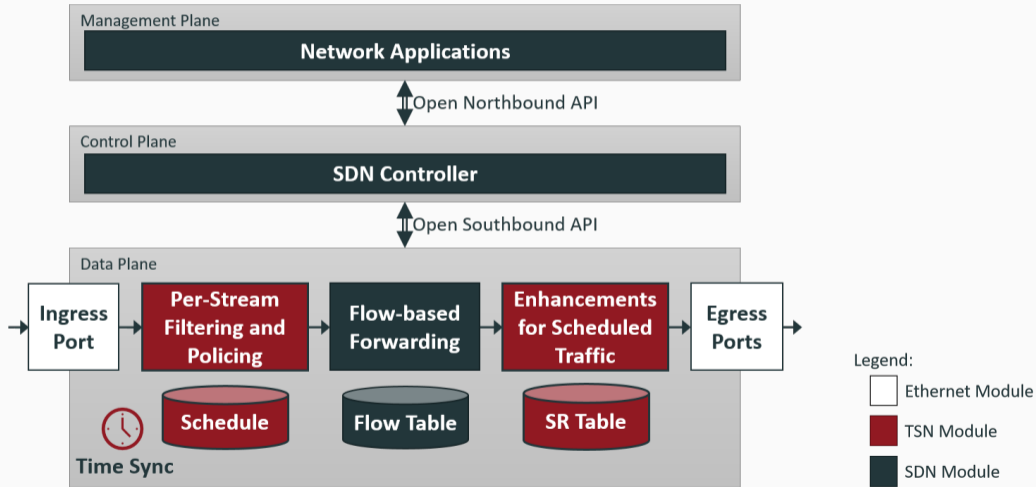 Management Plane
Network Applications
Open Northbound API
Control Plane
SDN Controller
Open Southbound API
Data Plane
Ingress
Port
Per-Stream
Filtering and
Policing
Flow-based
Forwarding
Enhancements
for Scheduled
Traffic
Egress
Ports
Schedule
Flow Table
SR Table
Time Sync
Legend:
Ethernet Module
TSN Module
SDN Module